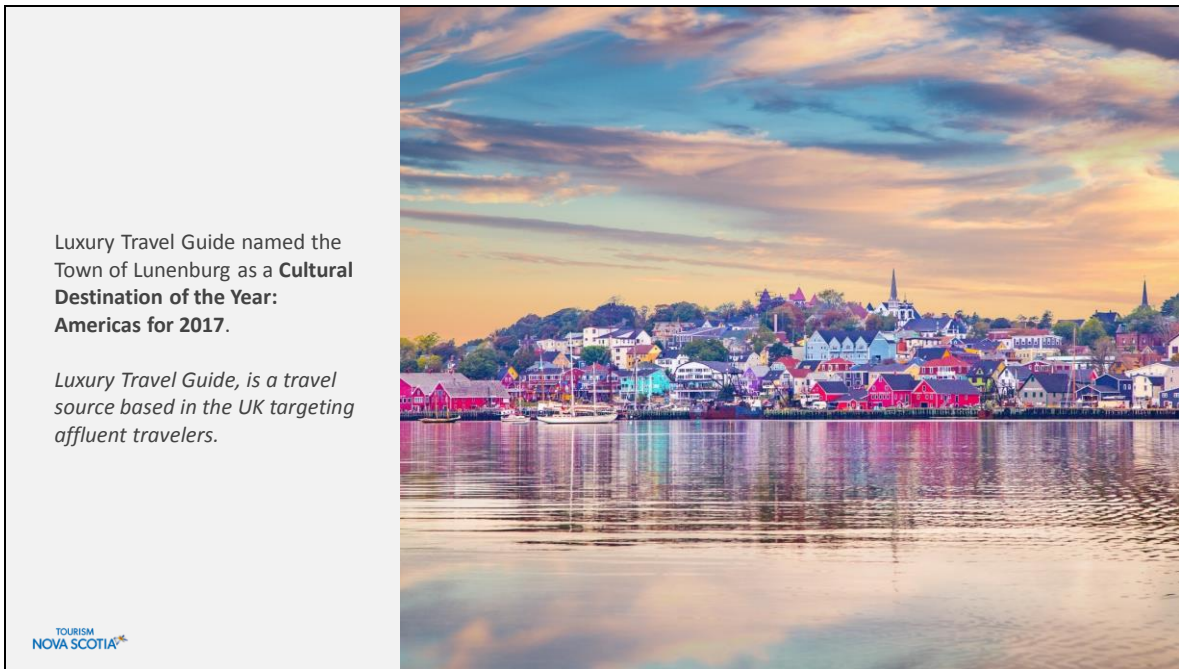 Luxury Travel Guide named the
Town of Lunenburg as a Cultural
Destination of the Year:
Americas for 2017.
Luxury Travel Guide, is a travel
source based in the UK targeting
affluent travelers.
TOURISM
NOVA SCOTIA